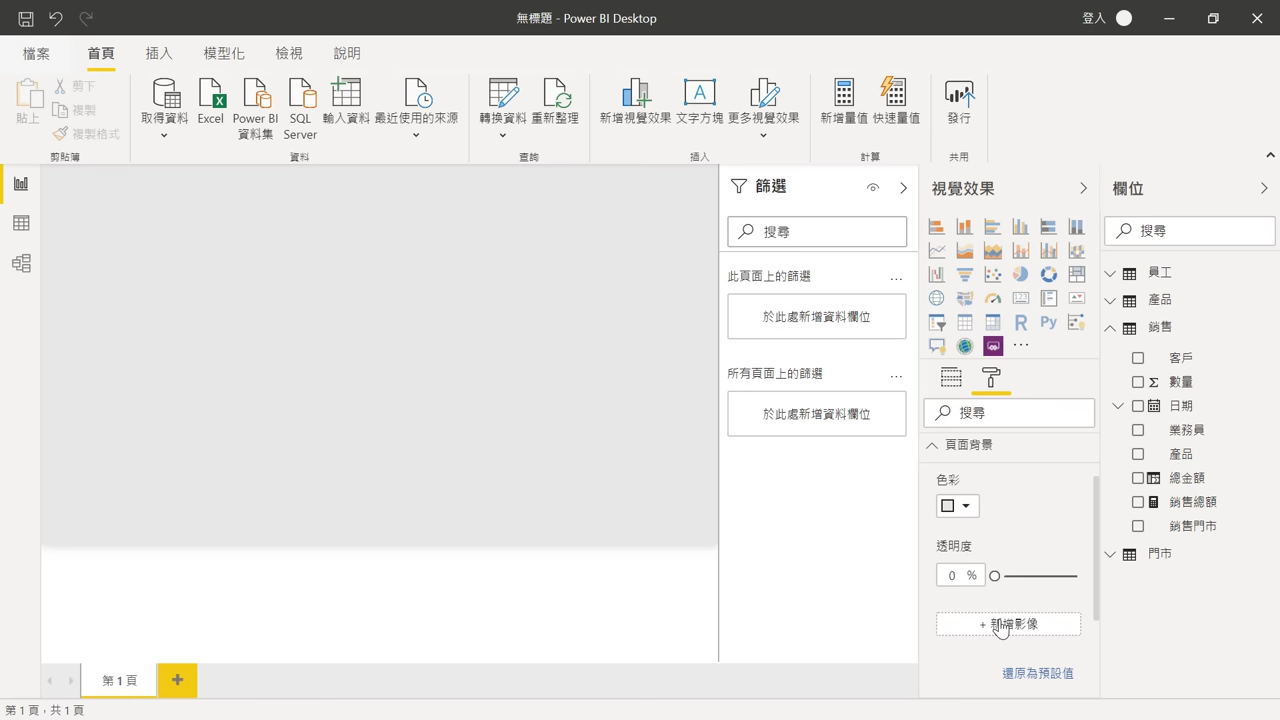 無標題 - Power BI Desktop
登入
檔案
首頁
插入
模型化
檢視
說明
貼上
剪下
複製
複製格式
剪貼簿
取得資料
Excel
Power BI
資料集
SQL
Server
輸入資料
最近使用的來源
資料
轉換資料
重新整理
查詢
新增視覺效果
文字方塊
更多視覺效果
插入
新增量值
快速量值
計算
發行
共用
篩選
搜尋
此頁面上的篩選
...
於此處新增資料欄位
所有頁面上的篩選
...
於此處新增資料欄位
視覺效果
123
R
Py
...
搜尋
頁面背景
色彩
透明度
0 %
+ 新增影像
還原為預設值
欄位
搜尋
員工
產品
銷售
客戶
Σ 數量
日期
業務員
產品
總金額
銷售總額
銷售門市
門市
第 1 頁
+
第 1 頁，共 1 頁